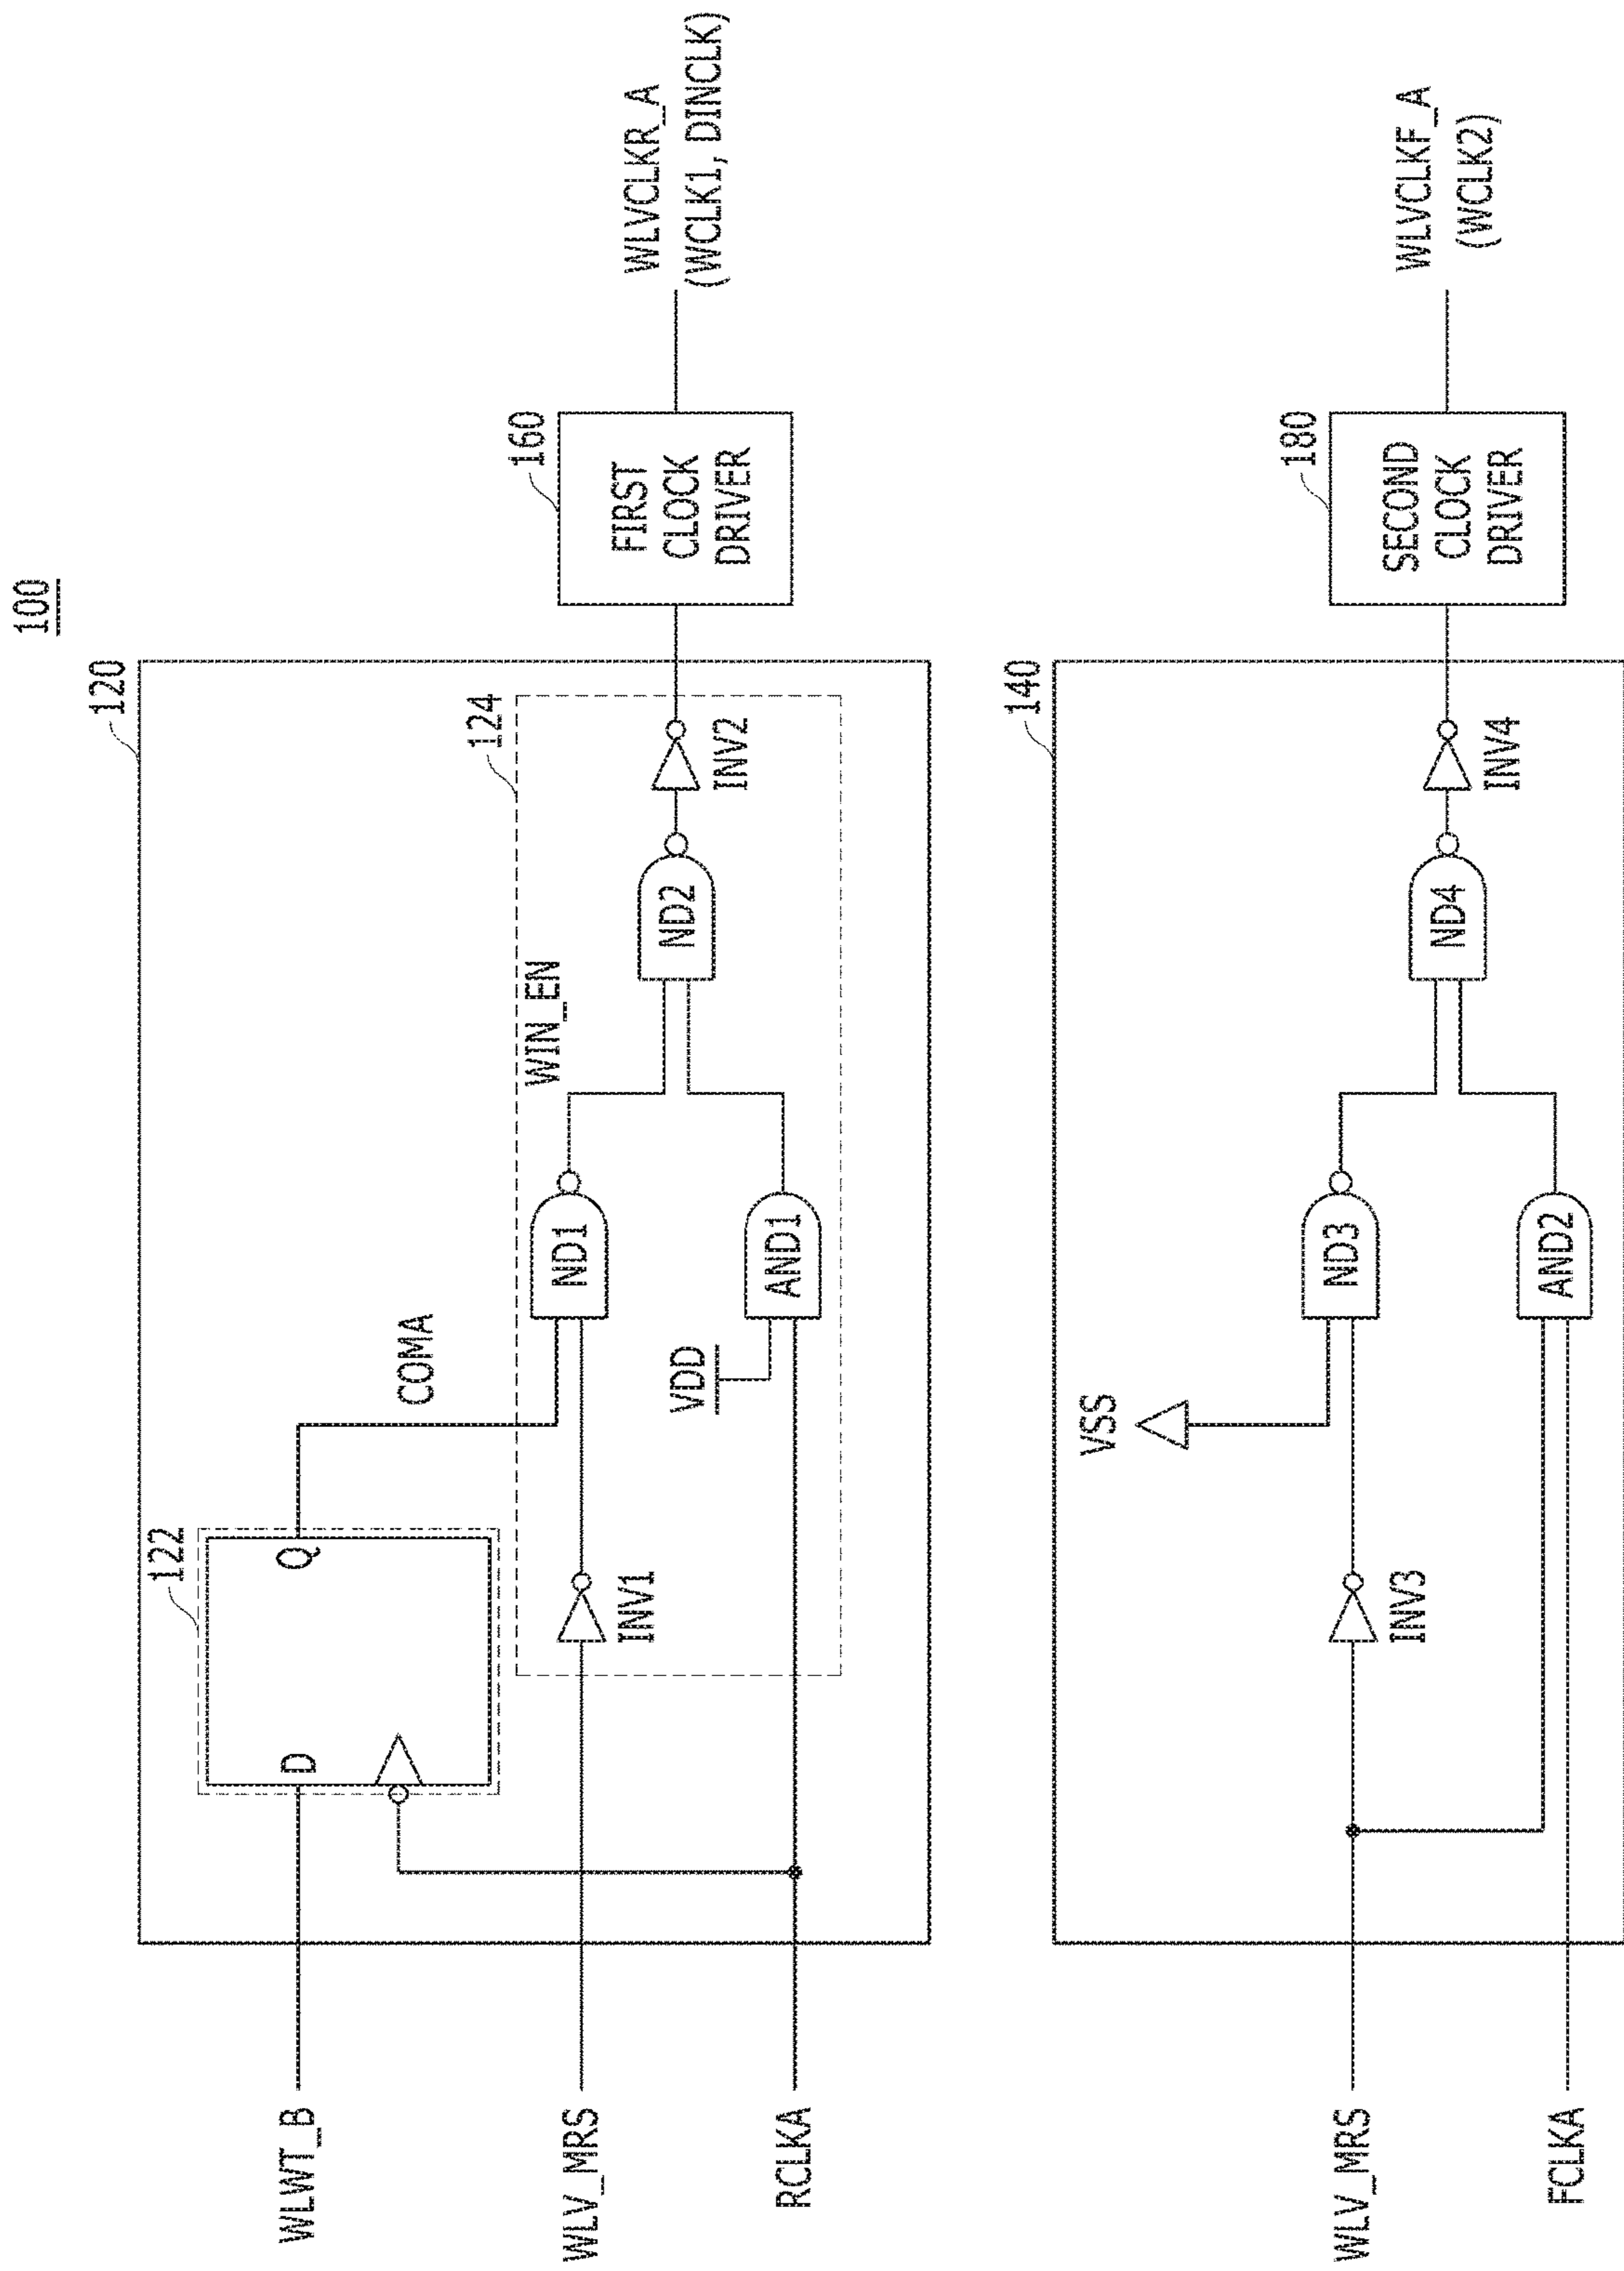 100
120
122
WLWT_B
D
Q
COMA
124
WIN_EN
WLV_MRS
INV1
ND1
VDD
ND2
INV2
160
FIRST
CLOCK
DRIVER
WLVCLKR_A
(WCLK1, DINCLK)
RCLKA
AND1
140
VSS
WLV_MRS
INV3
ND3
ND4
INV4
180
SECOND
CLOCK
DRIVER
WLVCLKF_A
(WCLK2)
FCLKA
AND2